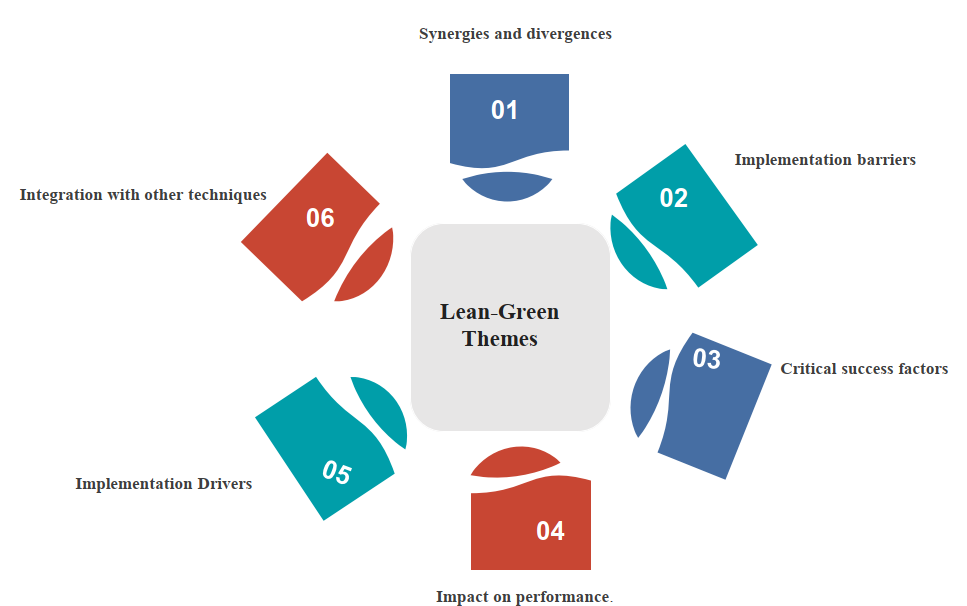 Synergies and divergences
01
Implementation barriers
02
Integration with other techniques
06
Lean-Green
Themes
03
Critical success factors
05
Implementation Drivers
04
Impact on performance.